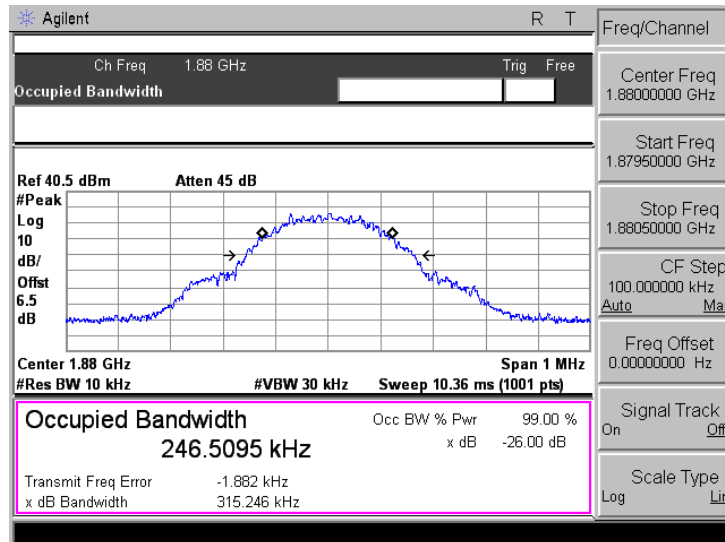 Agilent R T
Ch Freq 1.88 GHz Trig Free
Occupied Bandwidth
Ref 40.5 dBm Atten 45 dB
#Peak
Log
10
dB/
Offst
6.5
dB
Center 1.88 GHz Span 1 MHz
#Res BW 10 kHz #VBW 30 kHz Sweep 10.36 ms (1001 pts)
Occupied Bandwidth Occ BW % Pwr 99.00 %
246.5095 kHz x dB -26.00 dB
Transmit Freq Error -1.882 kHz
x dB Bandwidth 315.246 kHz
Freq/Channel
Center Freq
1.88000000 GHz
Start Freq
1.87950000 GHz
Stop Freq
1.88050000 GHz
CF Step
100.000000 kHz
Auto Ma
Freq Offset
0.00000000 Hz
Signal Track
On Off
Scale Type
Log Lin